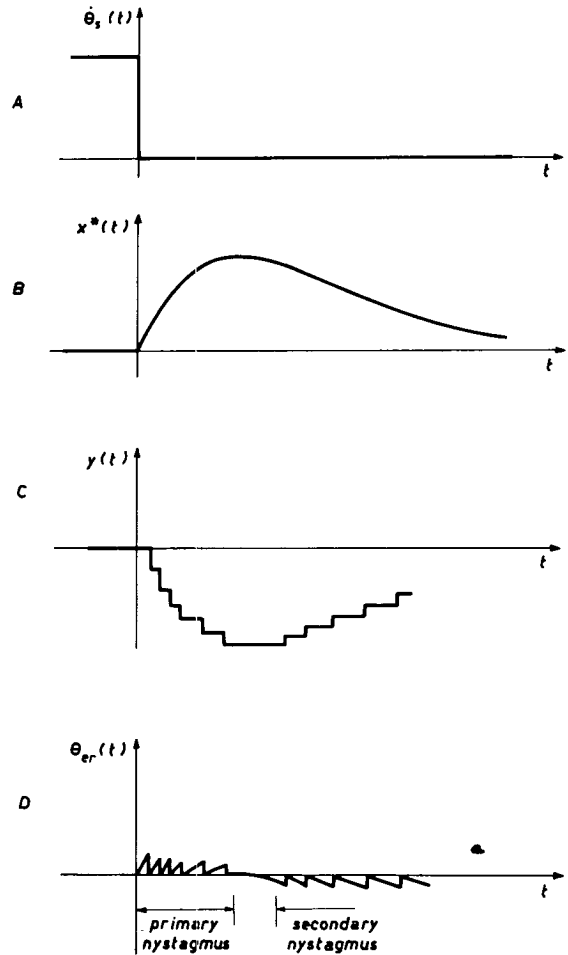 θ̇s (t)
A
t
x*(t)
B
t
y(t)
C
t
θer(t)
D
t
primary nystagmus
secondary nystagmus